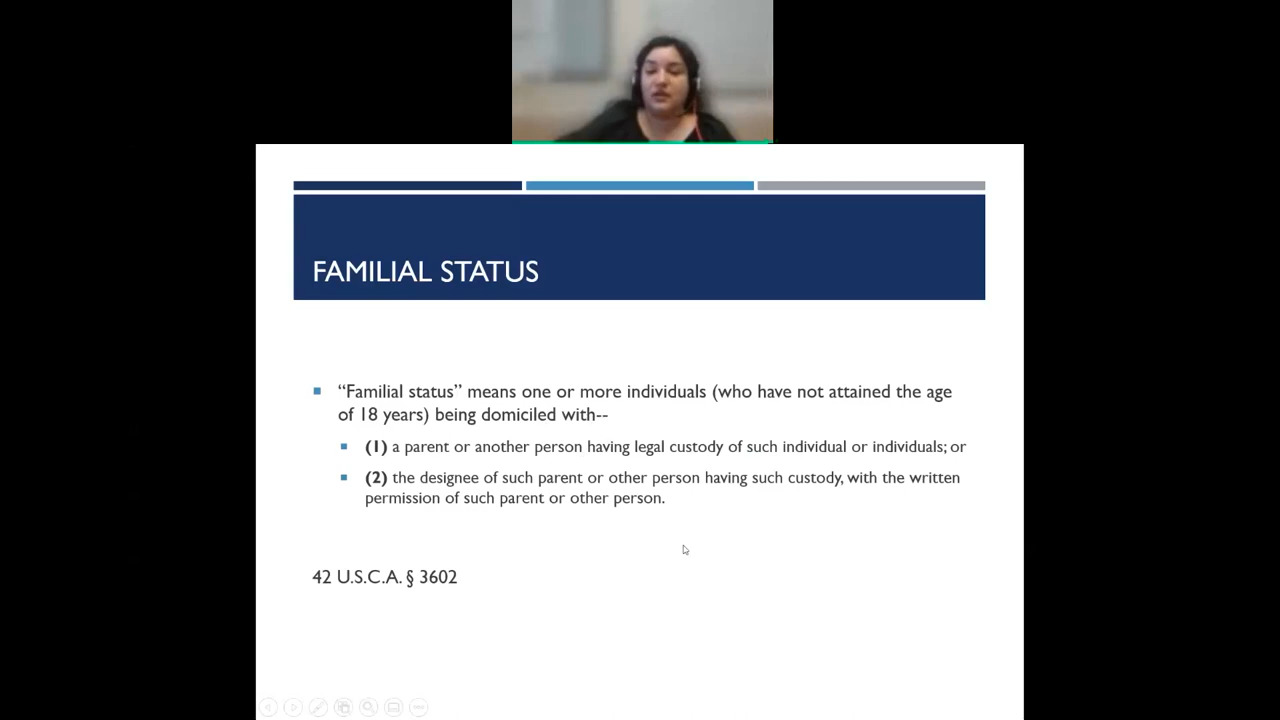 FAMILIAL STATUS
“Familial status” means one or more individuals (who have not attained the age
of 18 years) being domiciled with--
(1) a parent or another person having legal custody of such individual or individuals; or
(2) the designee of such parent or other person having such custody, with the written
permission of such parent or other person.
42 U.S.C.A. § 3602